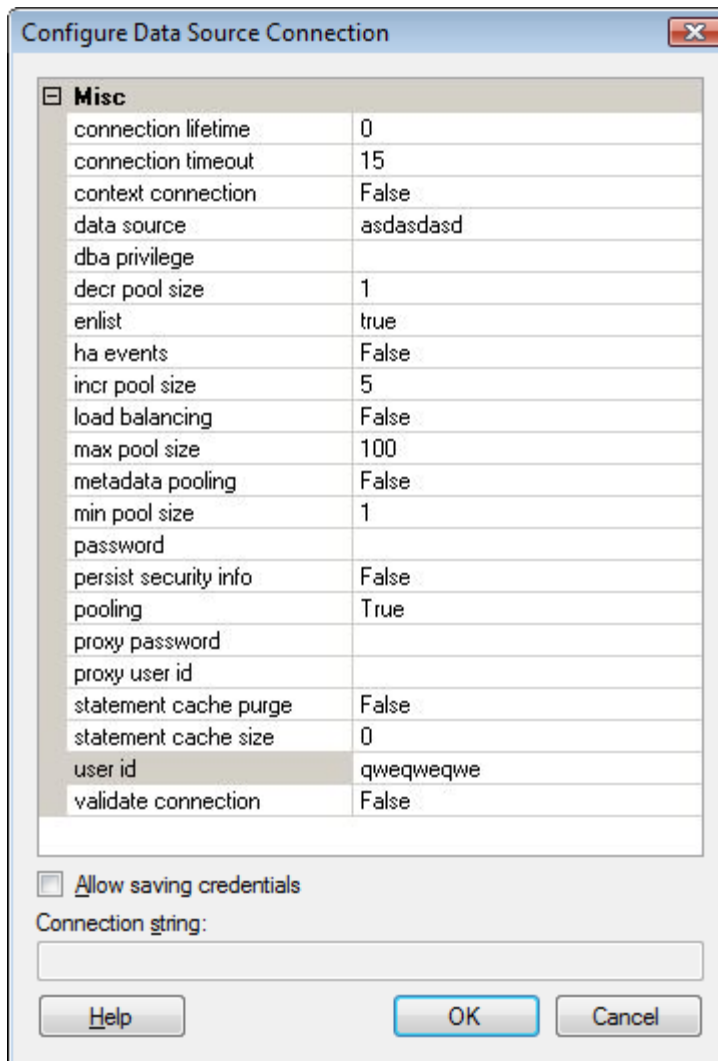 Configure Data Source Connection
Misc
connection lifetime 0
connection timeout 15
context connection False
data source asdasdasd
dba privilege
decr pool size 1
enlist true
ha events False
incr pool size 5
load balancing False
max pool size 100
metadata pooling False
min pool size 1
password
persist security info False
pooling True
proxy password
proxy user id
statement cache purge False
statement cache size 0
user id qweqweqwe
validate connection False
Allow saving credentials
Connection string:
Help OK Cancel